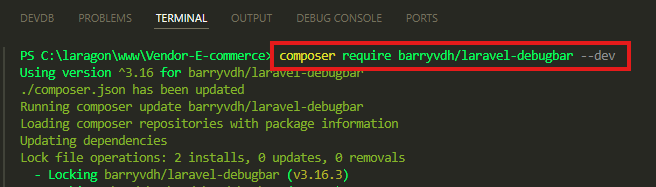 DEVDB PROBLEMS TERMINAL OUTPUT DEBUG CONSOLE PORTS
PS C:\laragon\www\Vendor-E-commerce> composer require barryvdh/laravel-debugbar --dev
Using version ^3.16 for barryvdh/laravel-debugbar
./composer.json has been updated
Running composer update barryvdh/laravel-debugbar
Loading composer repositories with package information
Updating dependencies
Lock file operations: 2 installs, 0 updates, 0 removals
- Locking barryvdh/laravel-debugbar (v3.16.3)